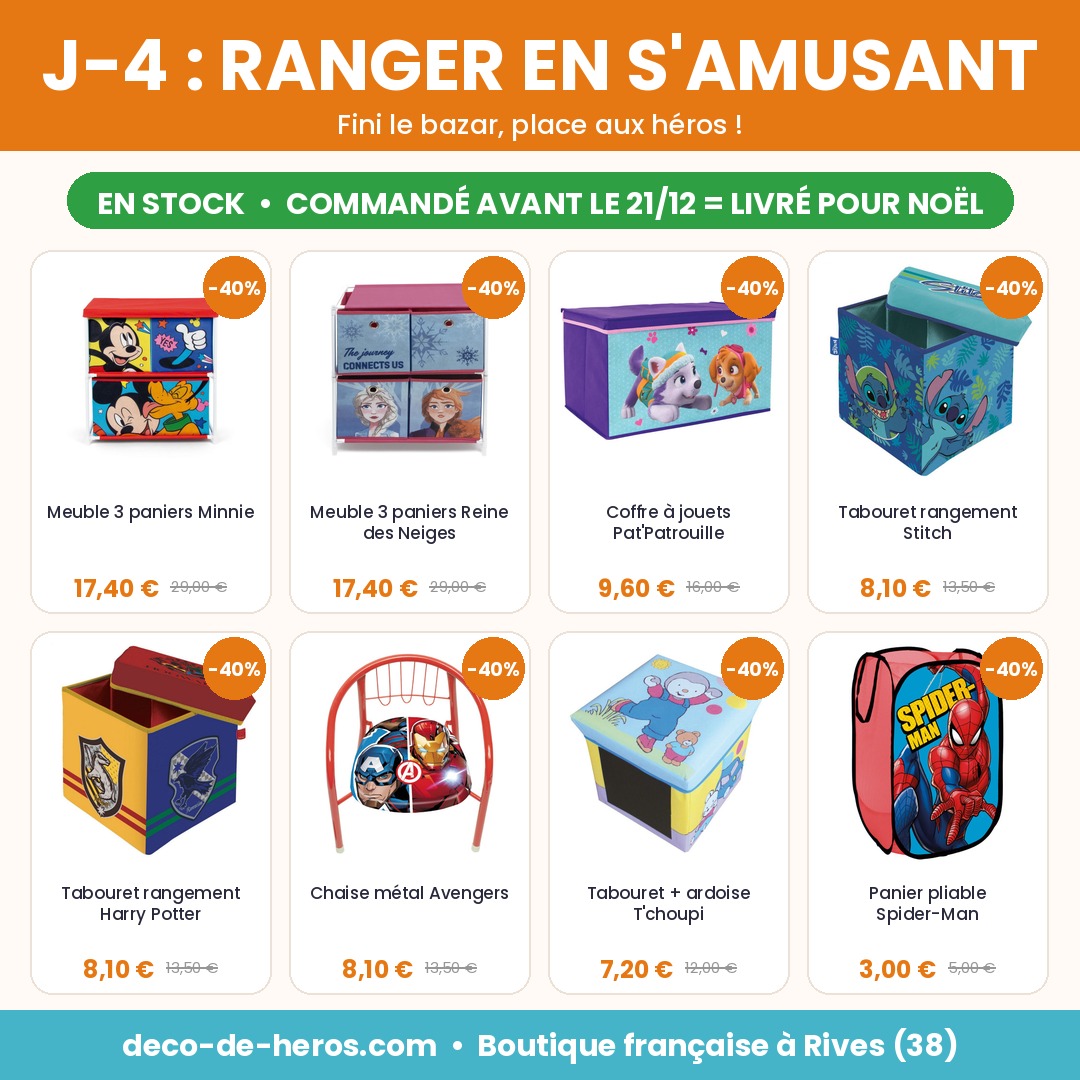 J-4 : RANGER EN S'AMUSANT
Fini le bazar, place aux héros !
EN STOCK • COMMANDÉ AVANT LE 21/12 = LIVRÉ POUR NOËL
-40%
YES
Meuble 3 paniers Minnie
17,40 € 29,00 €
-40%
The journey
CONNECTS US
Meuble 3 paniers Reine
des Neiges
17,40 € 29,00 €
-40%
Coffre à jouets
Pat'Patrouille
9,60 € 16,00 €
-40%
Tabouret rangement
Stitch
8,10 € 13,50 €
-40%
Tabouret rangement
Harry Potter
8,10 € 13,50 €
-40%
A
A
Chaise métal Avengers
8,10 € 13,50 €
-40%
Tabouret + ardoise
T'choupi
7,20 € 12,00 €
-40%
SPIDER-
MAN
Panier pliable
Spider-Man
3,00 € 5,00 €
deco-de-heros.com • Boutique française à Rives (38)